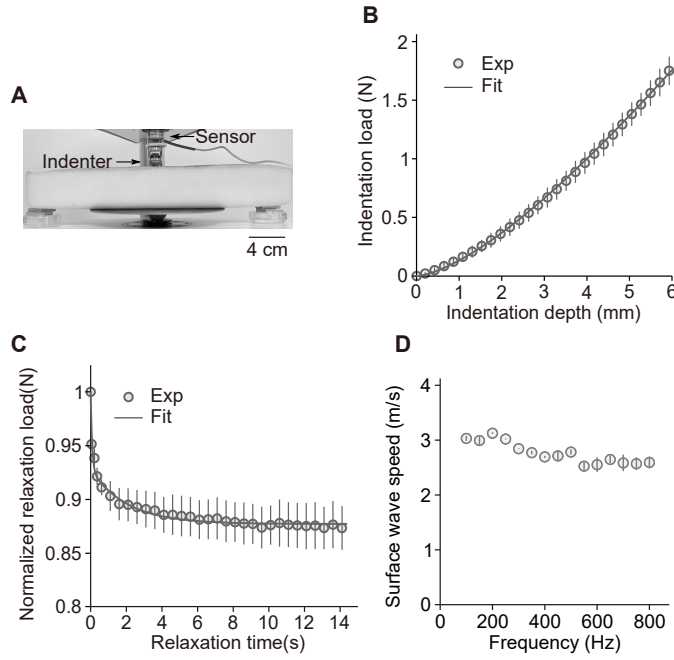 A
Sensor
Indenter
4 cm
B
Indentation load (N)
2
1.5
1
0.5
0
Exp
Fit
0 1 2 3 4 5 6
Indentation depth (mm)
C
Normalized relaxation load(N)
1
0.95
0.9
0.85
0.8
Exp
Fit
0 2 4 6 8 10 12 14
Relaxation time(s)
D
Surface wave speed (m/s)
4
3
2
1
0
0 200 400 600 800
Frequency (Hz)